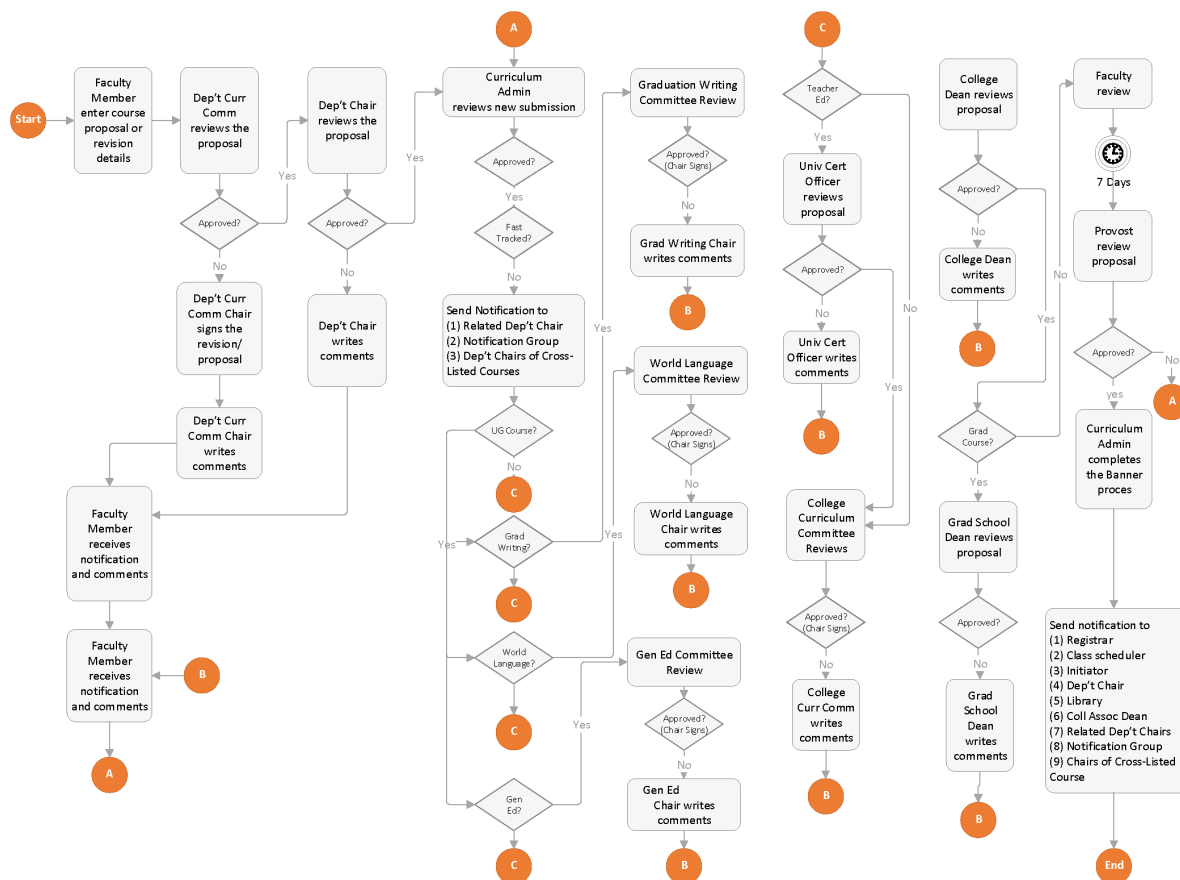 Start
Faculty
Member
enter course
proposal or
revision
details
Dep't Curr
Comm
reviews the
proposal
Yes
Approved?
No
Dep't Curr
Comm Chair
signs the
revision/
proposal
Dep't Curr
Comm Chair
writes
comments
Dep't Chair
reviews the
proposal
Yes
Approved?
No
Dep't Chair
writes
comments
Faculty
Member
receives
notification
and comments
Faculty
Member
receives
notification
and comments
B
A
A
Curriculum
Admin
reviews new submission
Approved?
Yes
Fast
Tracked?
No
Send Notification to
(1) Related Dep't Chair
(2) Notification Group
(3) Dep't Chairs of Cross-
Listed Courses
UG Course?
No
C
Yes
Grad
Writing?
Yes
C
World
Language?
Yes
C
Gen
Ed?
Yes
C
Graduation Writing
Committee Review
Approved?
(Chair Signs)
No
Grad Writing Chair
writes comments
B
World Language
Committee Review
Approved?
(Chair Signs)
No
World Language
Chair writes
comments
B
Gen Ed Committee
Review
Approved?
(Chair Signs)
No
Gen Ed
Chair writes
comments
B
C
Teacher
Ed?
Yes
No
Univ Cert
Officer
reviews
proposal
Approved?
Yes
No
Univ Cert
Officer writes
comments
B
College
Curriculum
Committee
Reviews
Approved?
(Chair Signs)
No
College
Curr Comm
writes
comments
B
College
Dean reviews
proposal
Approved?
Yes
No
College Dean
writes
comments
B
Grad
Course?
No
Yes
Grad School
Dean reviews
proposal
Approved?
No
Grad
School
Dean
writes
comments
B
Faculty
review
7 Days
Provost
review
proposal
Approved?
No
A
yes
Curriculum
Admin
completes
the Banner
proces
Send notification to
(1) Registrar
(2) Class scheduler
(3) Initiator
(4) Dep't Chair
(5) Library
(6) Coll Assoc Dean
(7) Related Dep't Chairs
(8) Notification Group
(9) Chairs of Cross-Listed
Course
End